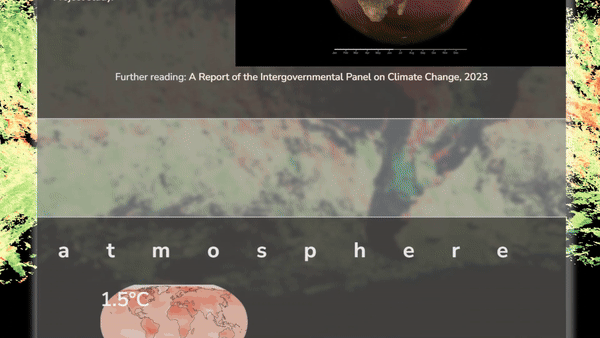 Further reading: A Report of the Intergovernmental Panel on Climate Change, 2023
a t m o s p h e r e
1.5°C